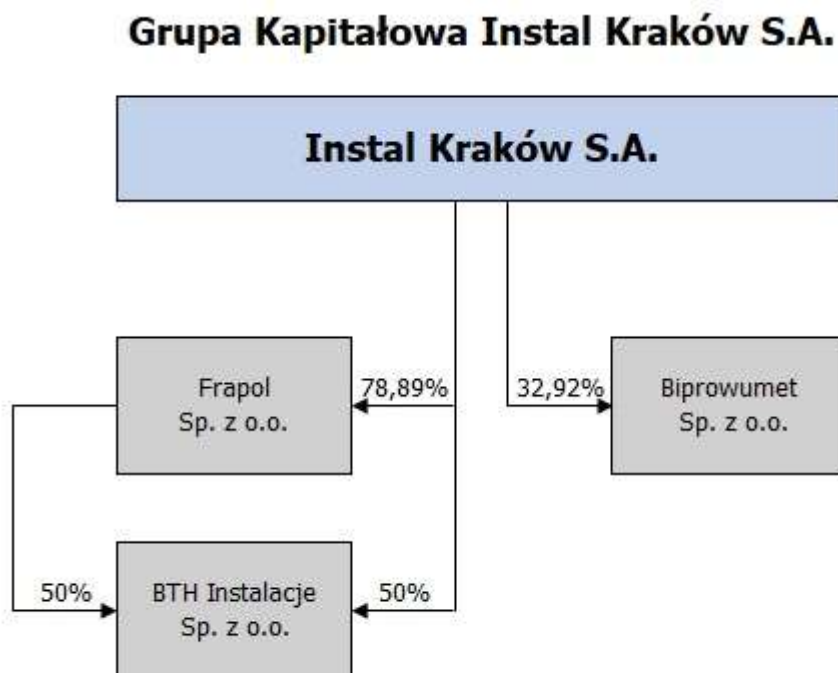 Grupa Kapitałowa Instal Kraków S.A.
Instal Kraków S.A.
Frapol
Sp. z o.o.
78,89%
32,92%
Biprowumet
Sp. z o.o.
50%
BTH Instalacje
Sp. z o.o.
50%